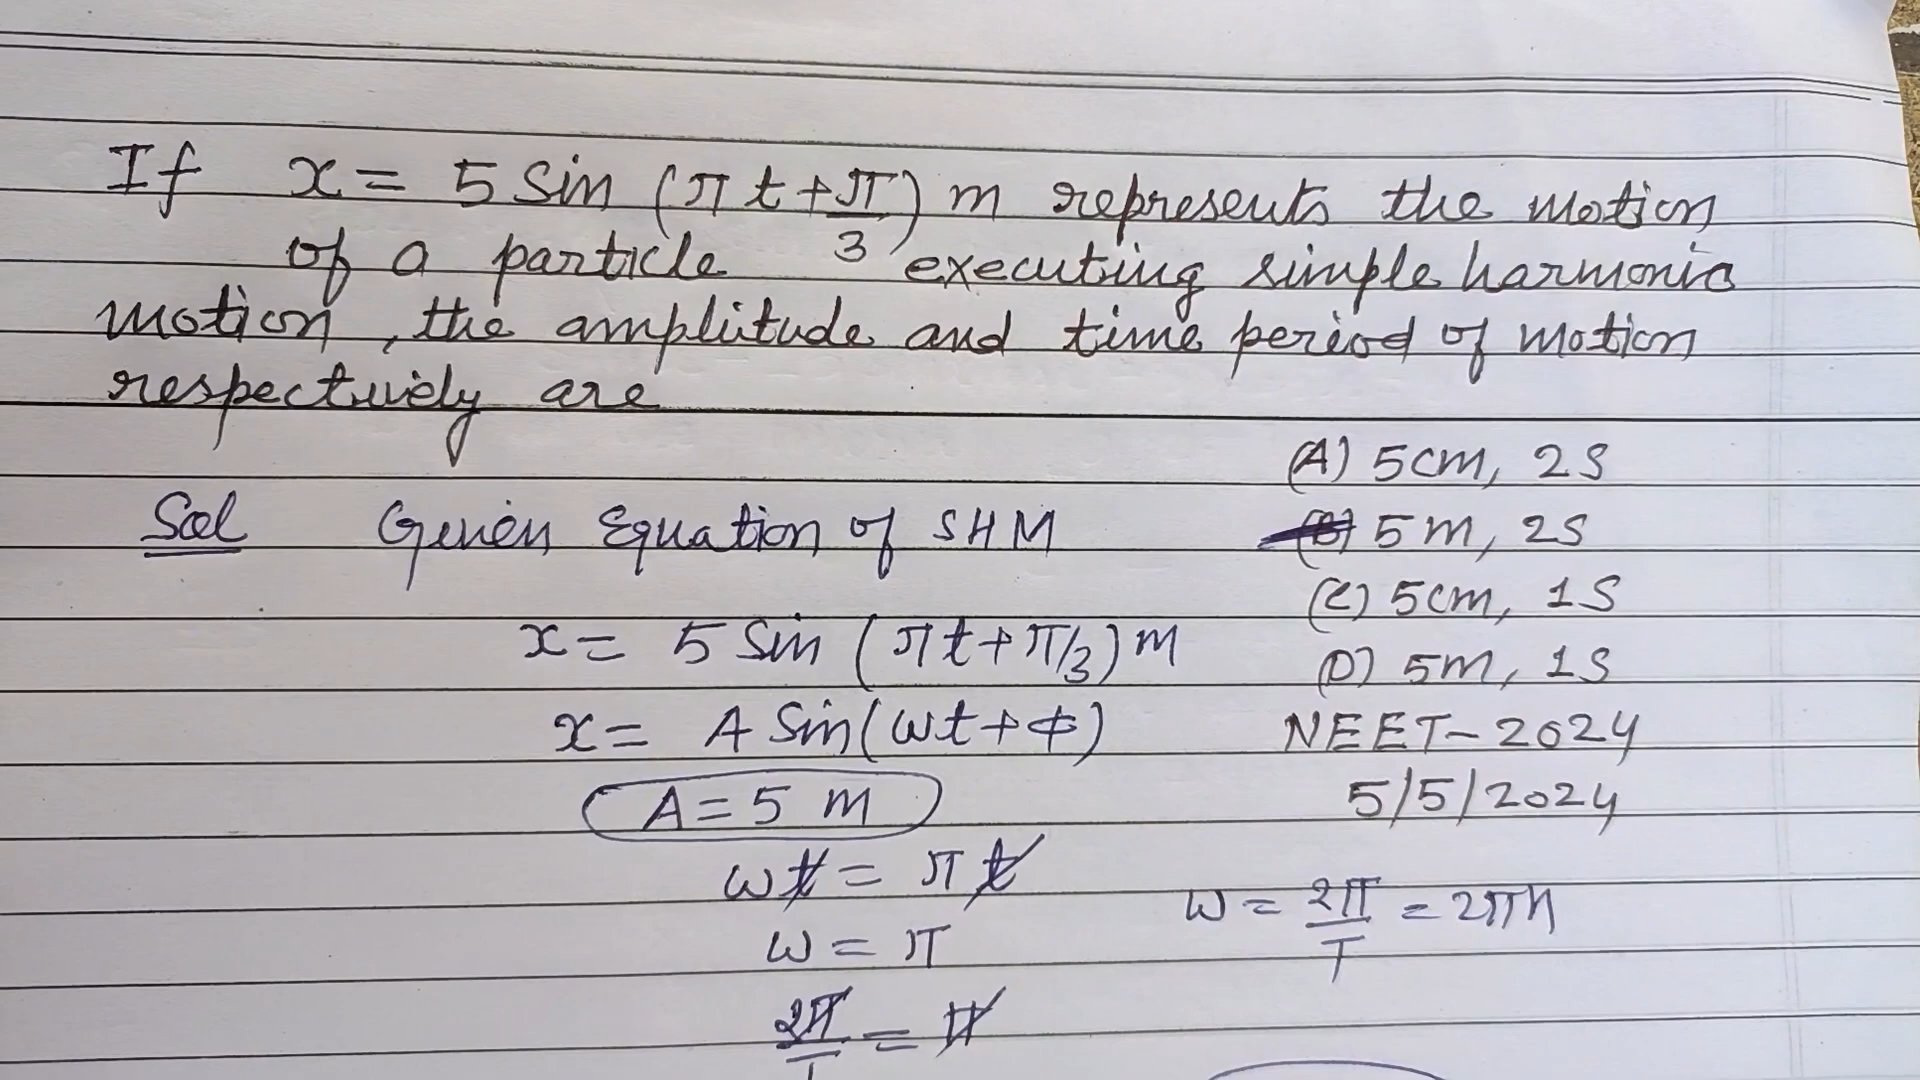 If x = 5 Sin (πt + π/3) m represents the motion
of a particle executing simple harmonic
motion, the amplitude and time period of motion
respectively are
(A) 5cm, 2S
Sol Given Equation of SHM
(B) 5m, 2S
(C) 5cm, 1S
x = 5 Sin (πt + π/3) m
(D) 5m, 1S
x = A Sin(ωt + φ)
NEET-2024
A = 5 m
5/5/2024
ωt = πt
ω = 2π/T = 2πn
ω = π
2π/T = π